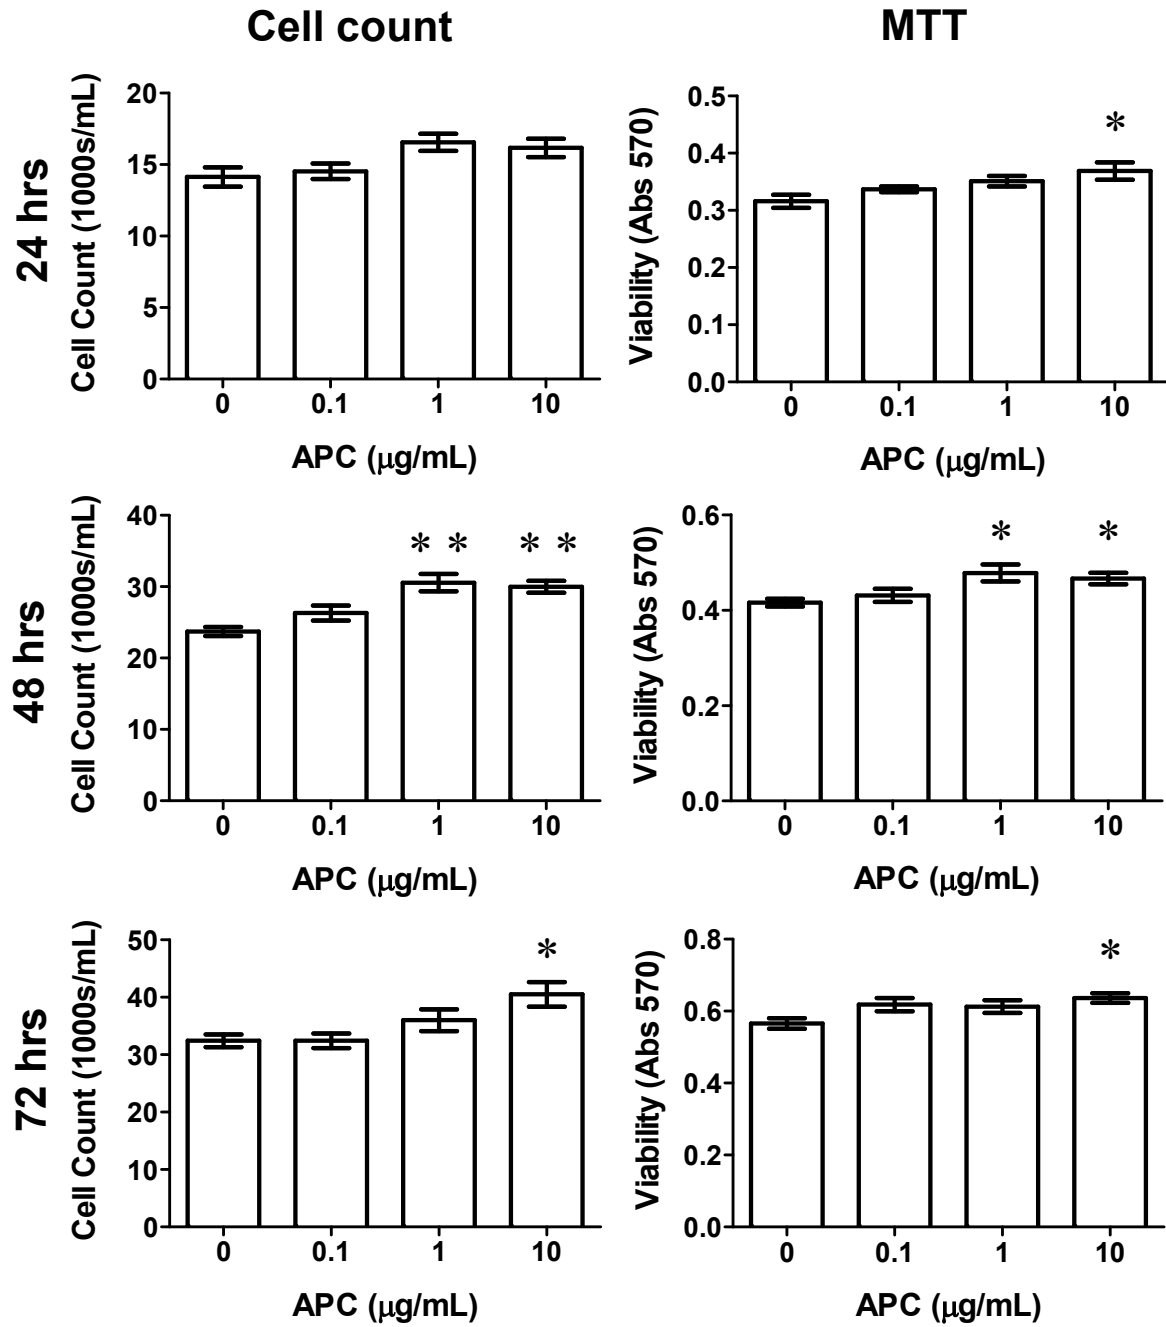 Cell count
MTT
24 hrs
Cell Count (1000s/mL)
20
15
10
5
0
0 0.1 1 10
APC (μg/mL)
Viability (Abs 570)
0.5
0.4
0.3
0.2
0.1
0.0
*
0 0.1 1 10
APC (μg/mL)
48 hrs
Cell Count (1000s/mL)
40
30
20
10
0
* * * *
0 0.1 1 10
APC (μg/mL)
Viability (Abs 570)
0.6
0.4
0.2
0.0
* *
0 0.1 1 10
APC (μg/mL)
72 hrs
Cell Count (1000s/mL)
50
40
30
20
10
0
*
0 0.1 1 10
APC (μg/mL)
Viability (Abs 570)
0.8
0.6
0.4
0.2
0.0
*
0 0.1 1 10
APC (μg/mL)